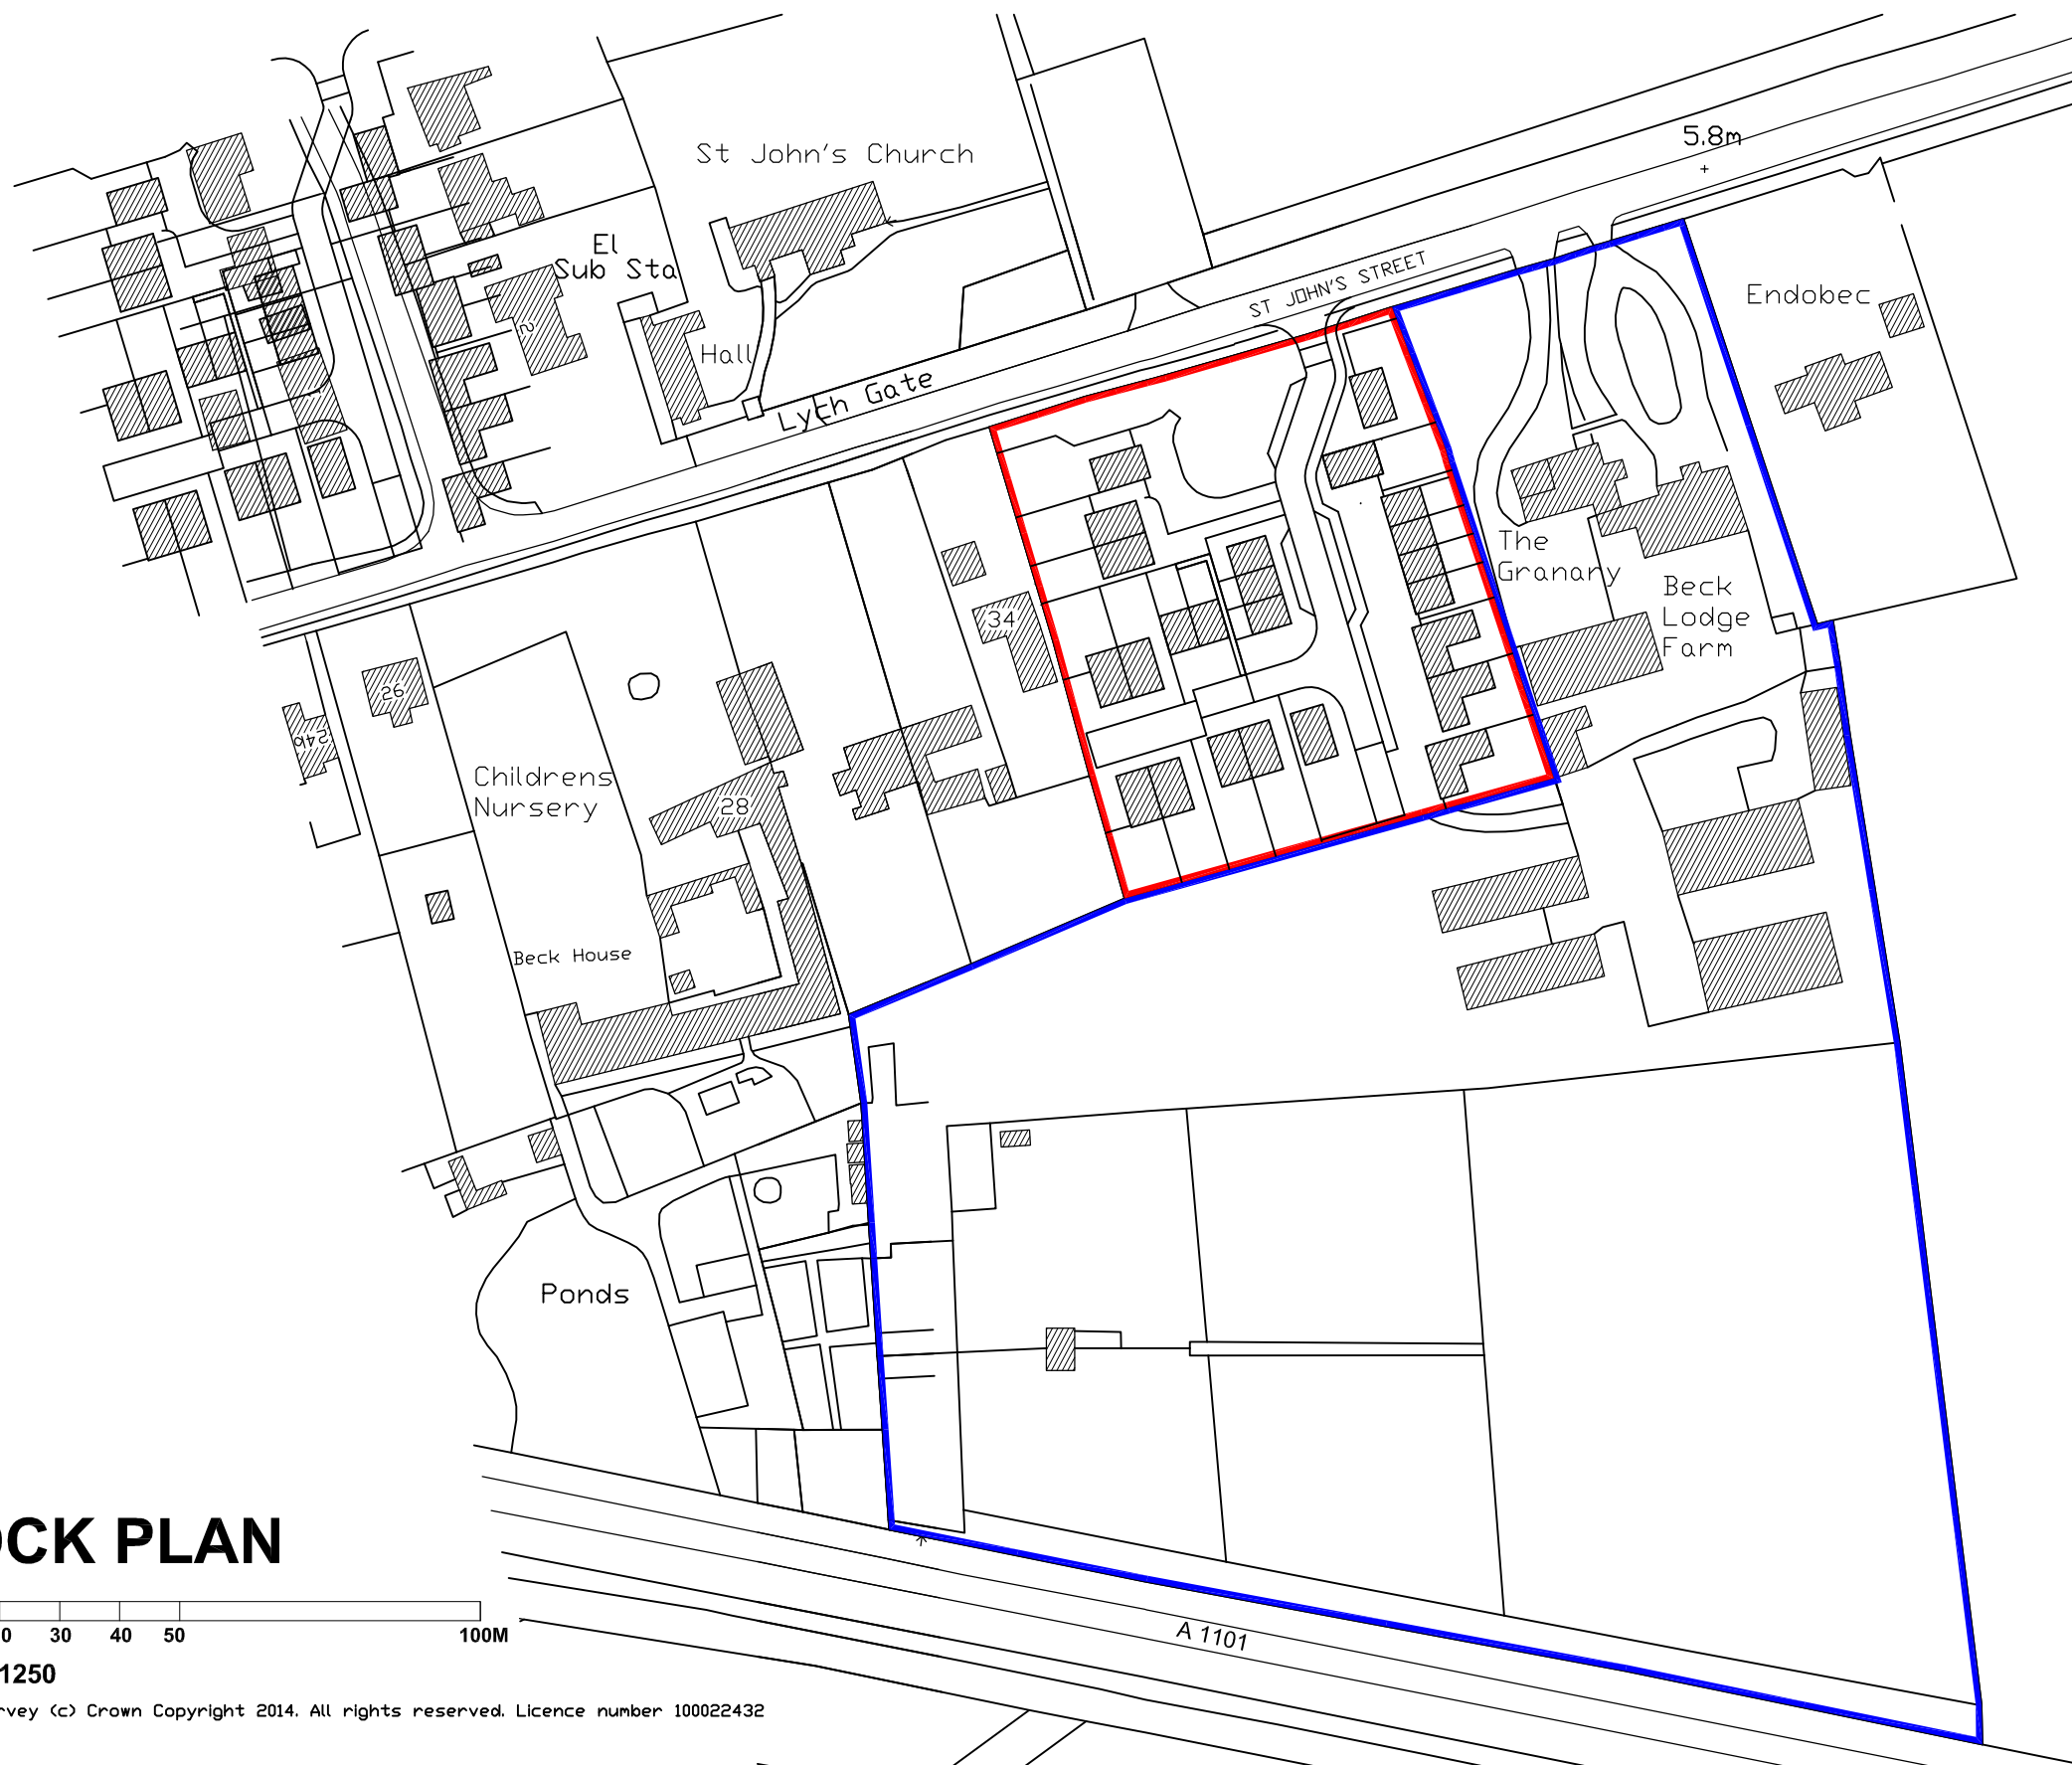 5.8m
St John's Church
El
Sub Sta
2
Hall
Lych Gate
ST JOHN'S STREET
Endobec
The
Granary
Beck
Lodge
Farm
34
26
24b
Childrens
Nursery
28
Beck House
Ponds
A 1101
OCK PLAN
0 30 40 50 100M
1250
rvey (c) Crown Copyright 2014. All rights reserved. Licence number 100022432